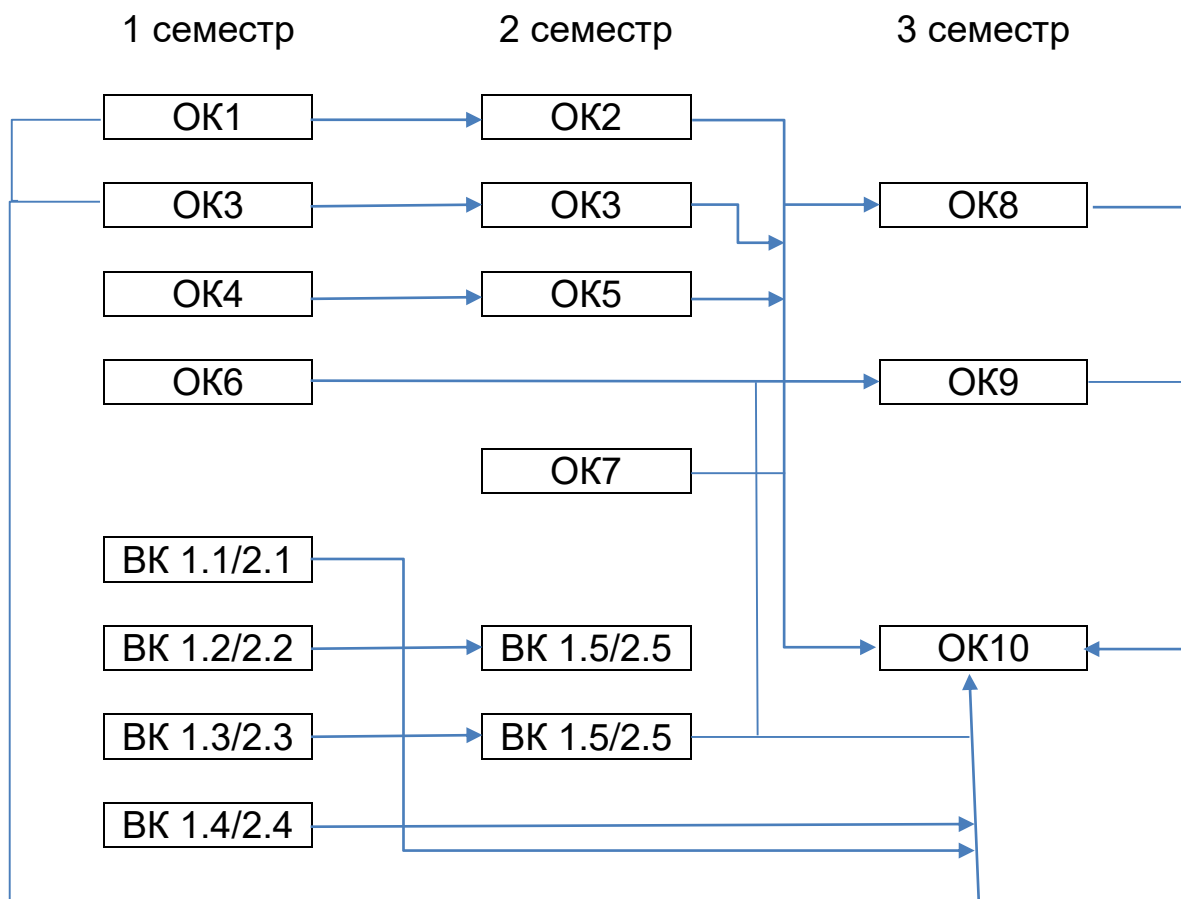 1 семестр 2 семестр 3 семестр
ОК1 ОК2
ОК3 ОК3 ОК8
ОК4 ОК5
ОК6 ОК9
ОК7
ВК 1.1/2.1
ВК 1.2/2.2 ВК 1.5/2.5 ОК10
ВК 1.3/2.3 ВК 1.5/2.5
ВК 1.4/2.4